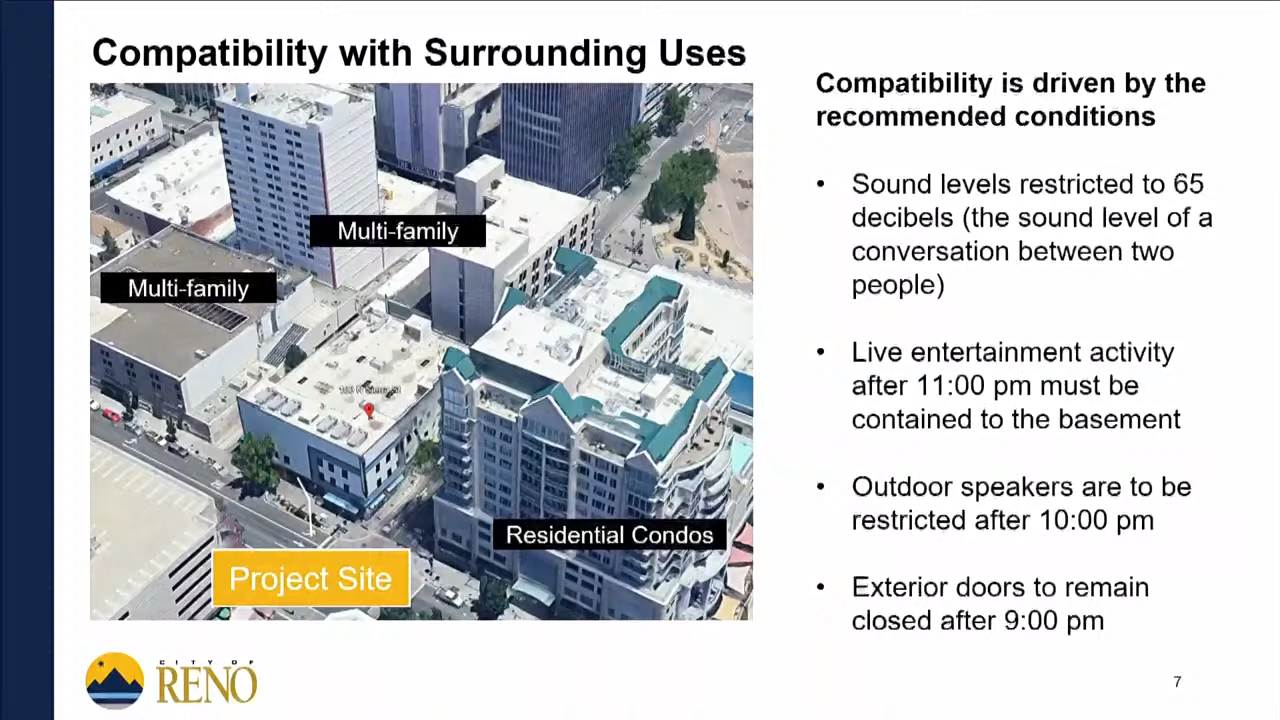 Compatibility with Surrounding Uses
Multi-family
Multi-family
Residential Condos
Project Site
Compatibility is driven by the
recommended conditions
• Sound levels restricted to 65
decibels (the sound level of a
conversation between two
people)
• Live entertainment activity
after 11:00 pm must be
contained to the basement
• Outdoor speakers are to be
restricted after 10:00 pm
• Exterior doors to remain
closed after 9:00 pm
CITY OF
RENO
7